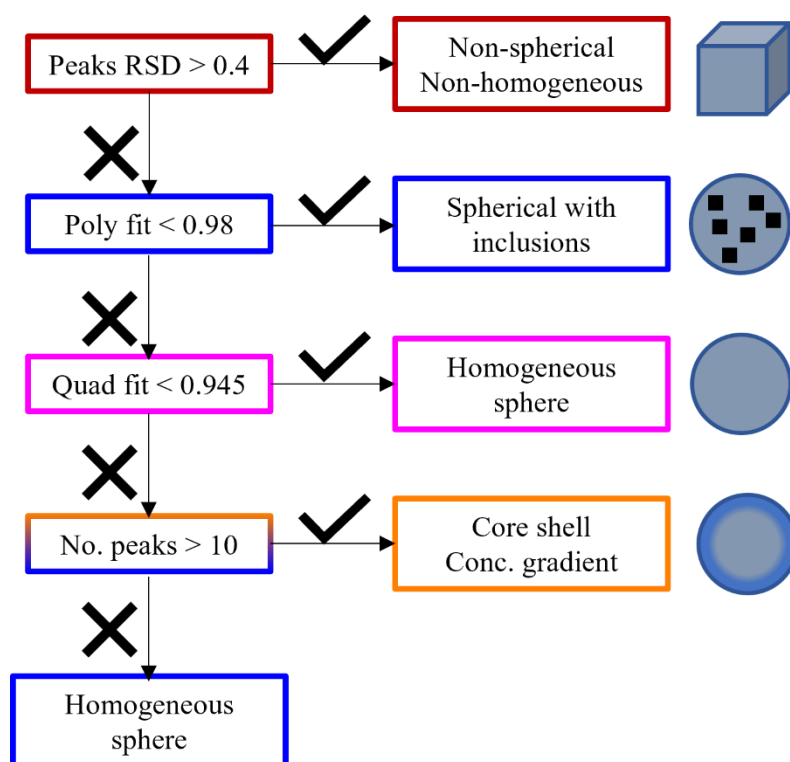 Peaks RSD > 0.4
Non-spherical
Non-homogeneous
Poly fit < 0.98
Spherical with
inclusions
Quad fit < 0.945
Homogeneous
sphere
No. peaks > 10
Core shell
Conc. gradient
Homogeneous
sphere